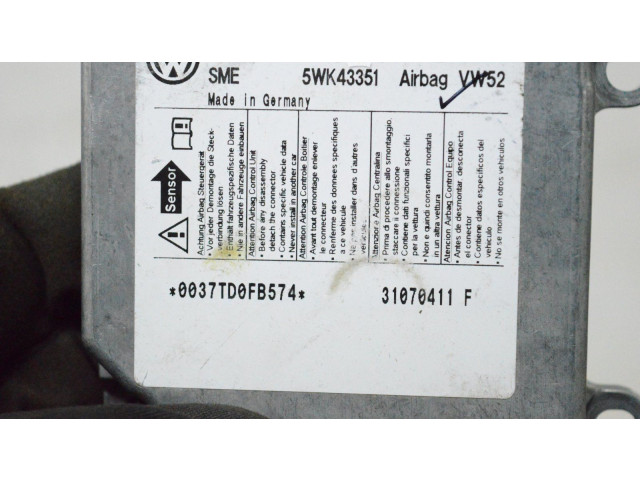 SME 5WK43351 Airbag VW52
Made in Germany
Sensor
Achtung Airbag Steuergerät
Vor jeder Demontage die Steck-
verbindung lösen
Enthält fahrzeugspezifische Daten
Nie in andere Fahrzeuge einbauen
Attention Airbag Control Unit
• Before any disassembly
detach the connector
• Contains specific vehicle data
• Never install in another car
Attention Airbag Controle Boitier
• Avant tout demontage enlever
le connecteur
• Renferme des donnees specifiques
a ce vehicule
• Ne installer dans d'autres
Attenzione Airbag Centralina
• Prima di procedere allo smontaggio
staccare il connessione
• Contiene dati funzionali specifici
per la vettura
• Non e quindi consentito montarla
in un altra vettura
Atencion Airbag Control Equipo
• Antes de desmontar, desconecta
el conector
• Contiene datos especificos del
vehiculo
• No se monte en otros vehiculos
*0037TD0FB574* 31070411 F